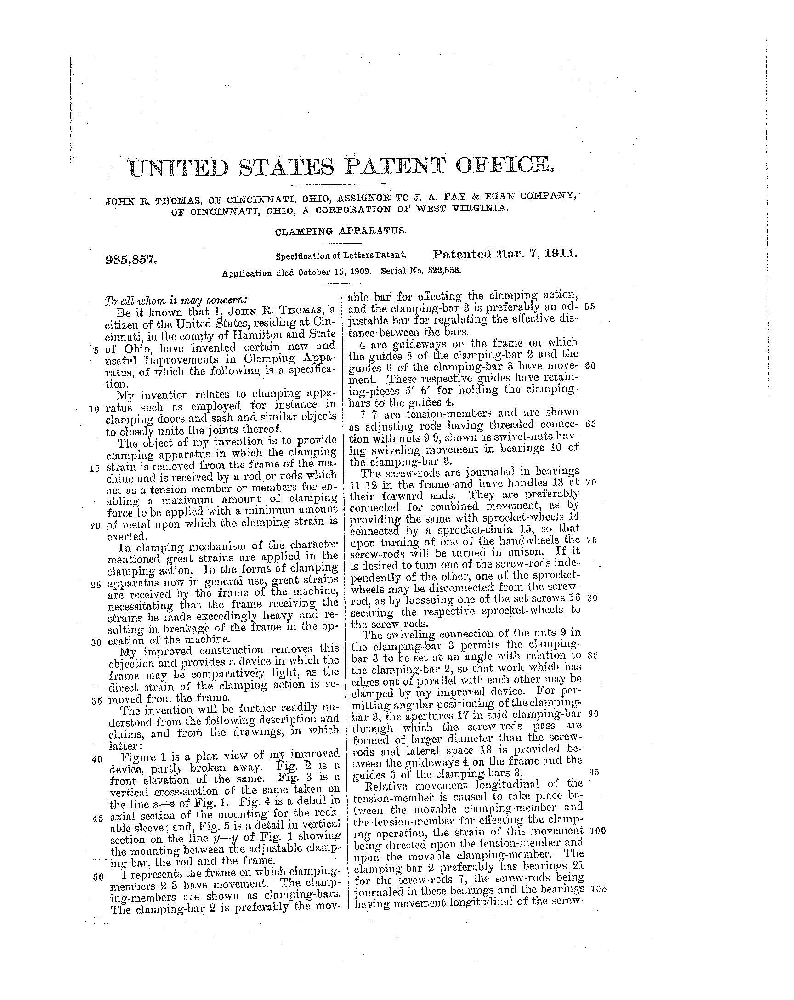 UNITED STATES PATENT OFFICE.
JOHN R. THOMAS, OF CINCINNATI, OHIO, ASSIGNOR TO J. A. FAY & EGAN COMPANY,
OF CINCINNATI, OHIO, A CORPORATION OF WEST VIRGINIA.
CLAMPING APPARATUS.
985,857.
Specification of Letters Patent.
Patented Mar. 7, 1911.
Application filed October 15, 1909. Serial No. 522,858.
To all whom it may concern:
Be it known that I, JOHN R. THOMAS, a
citizen of the United States, residing at Cin-
cinnati, in the county of Hamilton and State
5 of Ohio, have invented certain new and
useful Improvements in Clamping Appa-
ratus, of which the following is a specifica-
tion.
My invention relates to clamping appa-
10 ratus such as employed for instance in
clamping doors and sash and similar objects
to closely unite the joints thereof.
The object of my invention is to provide
clamping apparatus in which the clamping
15 strain is removed from the frame of the ma-
chine and is received by a rod or rods which
act as a tension member or members for en-
abling a maximum amount of clamping
force to be applied with a minimum amount
20 of metal upon which the clamping strain is
exerted.
In clamping mechanism of the character
mentioned great strains are applied in the
clamping action. In the forms of clamping
25 apparatus now in general use, great strains
are received by the frame of the machine,
necessitating that the frame receiving the
strains be made exceedingly heavy and re-
sulting in breakage of the frame in the op-
30 eration of the machine.
My improved construction removes this
objection and provides a device in which the
frame may be comparatively light, as the
direct strain of the clamping action is re-
35 moved from the frame.
The invention will be further readily un-
derstood from the following description and
claims, and from the drawings, in which
latter:
40 Figure 1 is a plan view of my improved
device, partly broken away. Fig. 2 is a
front elevation of the same. Fig. 3 is a
vertical cross-section of the same taken on
the line z—z of Fig. 1. Fig. 4 is a detail in
45 axial section of the mounting for the rock-
able sleeve; and, Fig. 5 is a detail in vertical
section on the line y—y of Fig. 1 showing
the mounting between the adjustable clamp-
ing-bar, the rod and the frame.
50 1 represents the frame on which clamping-
members 2 3 have movement. The clamp-
ing-members are shown as clamping-bars.
The clamping-bar 2 is preferably the mov-
able bar for effecting the clamping action,
and the clamping-bar 3 is preferably an ad- 55
justable bar for regulating the effective dis-
tance between the bars.
4 are guideways on the frame on which
the guides 5 of the clamping-bar 2 and the
guides 6 of the clamping-bar 3 have move- 60
ment. These respective guides have retain-
ing-pieces 5′ 6′ for holding the clamping-
bars to the guides 4.
7 7 are tension-members and are shown
as adjusting rods having threaded connec- 65
tion with nuts 9 9, shown as swivel-nuts hav-
ing swiveling movement in bearings 10 of
the clamping-bar 3.
The screw-rods are journaled in bearings
11 12 in the frame and have handles 13 at 70
their forward ends. They are preferably
connected for combined movement, as by
providing the same with sprocket-wheels 14
connected by a sprocket-chain 15, so that
upon turning of one of the handwheels the 75
screw-rods will be turned in unison. If it
is desired to turn one of the screw-rods inde-
pendently of the other, one of the sprocket-
wheels may be disconnected from the screw-
rod, as by loosening one of the set-screws 16 80
securing the respective sprocket-wheels to
the screw-rods.
The swiveling connection of the nuts 9 in
the clamping-bar 3 permits the clamping-
bar 3 to be set at an angle with relation to 85
the clamping-bar 2, so that work which has
edges out of parallel with each other may be
clamped by my improved device. For per-
mitting angular positioning of the clamping-
bar 3, the apertures 17 in said clamping-bar 90
through which the screw-rods pass are
formed of larger diameter than the screw-
rods and lateral space 18 is provided be-
tween the guideways 4 on the frame and the
guides 6 of the clamping-bars 3. 95
Relative movement longitudinal of the
tension-member is caused to take place be-
tween the movable clamping-member and
the tension-member for effecting the clamp-
ing operation, the strain of this movement 100
being directed upon the tension-member and
upon the movable clamping-member. The
clamping-bar 2 preferably has bearings 21
for the screw-rods 7, the screw-rods being
journaled in these bearings and the bearings 105
having movement longitudinal of the screw-